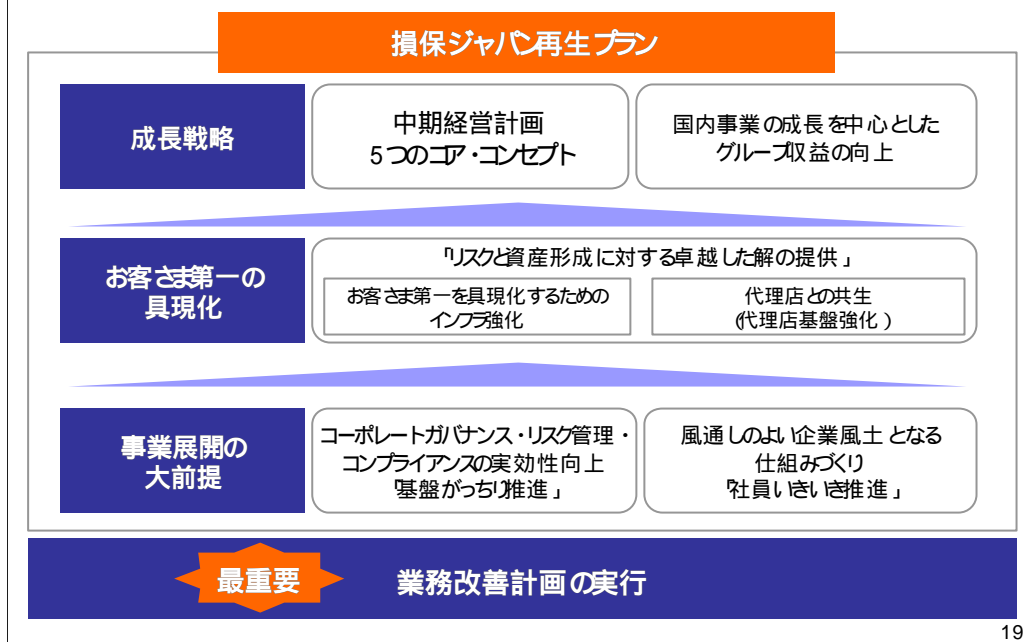 損保ジャパン再生プラン
成長戦略
中期経営計画
5つのコア・コンセプト
国内事業の成長を中心とした
グループ収益の向上
お客さま第一の
具現化
「リスクと資産形成に対する卓越した解の提供」
お客さま第一を具現化するための
インフラ強化
代理店との共生
(代理店基盤強化)
事業展開の
大前提
コーポレートガバナンス・リスク管理・
コンプライアンスの実効性向上
「基盤がっちり推進」
風通しのよい企業風土となる
仕組みづくり
「社員いきいき推進」
最重要
業務改善計画の実行
19